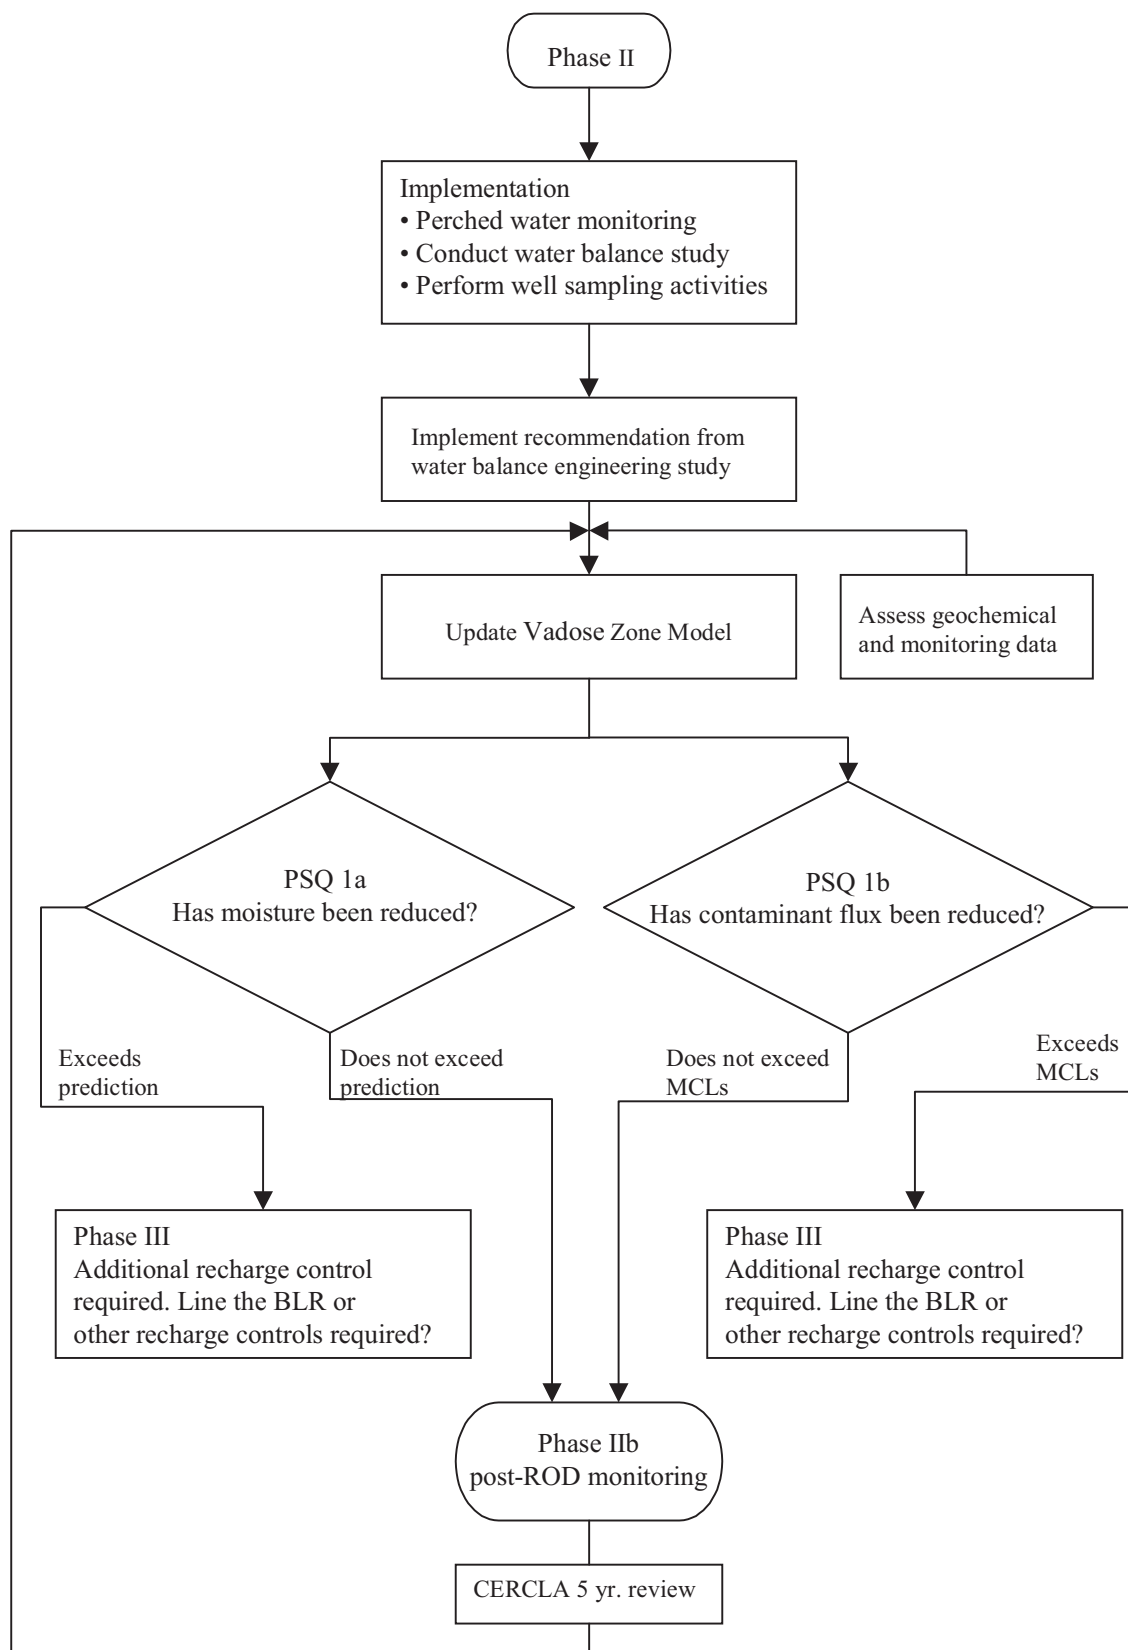 Phase II
Implementation
• Perched water monitoring
• Conduct water balance study
• Perform well sampling activities
Implement recommendation from
water balance engineering study
Update Vadose Zone Model
Assess geochemical
and monitoring data
PSQ 1a
Has moisture been reduced?
PSQ 1b
Has contaminant flux been reduced?
Exceeds
prediction
Does not exceed
prediction
Does not exceed
MCLs
Exceeds
MCLs
Phase III
Additional recharge control
required. Line the BLR or
other recharge controls required?
Phase III
Additional recharge control
required. Line the BLR or
other recharge controls required?
Phase IIb
post-ROD monitoring
CERCLA 5 yr. review